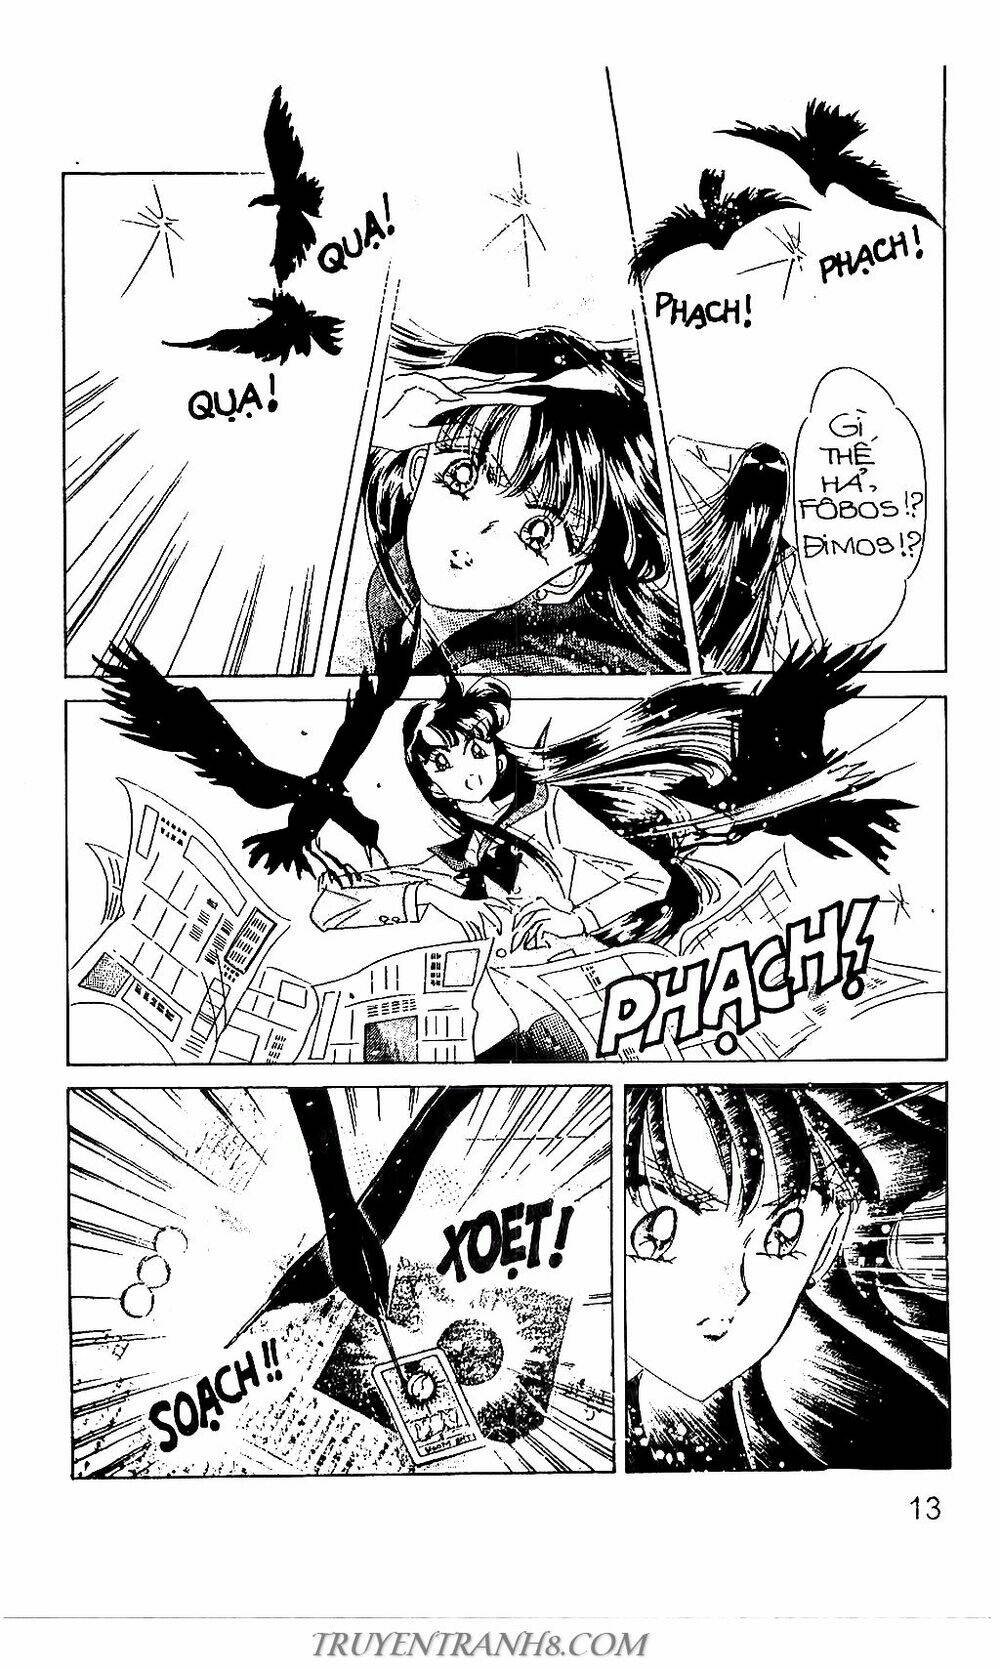 QUẠ!
QUẠ!
PHẠCH!
PHẠCH!
GÌ
THẾ
HẢ,
FÔBOS!?
ĐIMOS!?
PHẠCH!
XOẸT!
SOẠCH!!
13
TRUYENTRANH8.COM